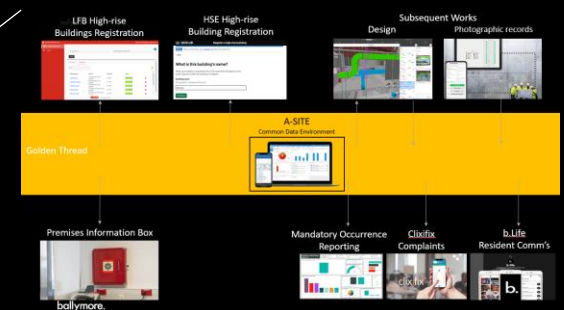 LFB High-rise
Buildings Registration
HSE High-rise
Building Registration
Subsequent Works
Design
Photographic records
What is this building's name?
A-SITE
Common Data Environment
Golden Thread
Premises Information Box
Mandatory Occurrence
Reporting
Clixifix
Complaints
b.Life
Resident Comm's
clixifix
b.
ballymore.